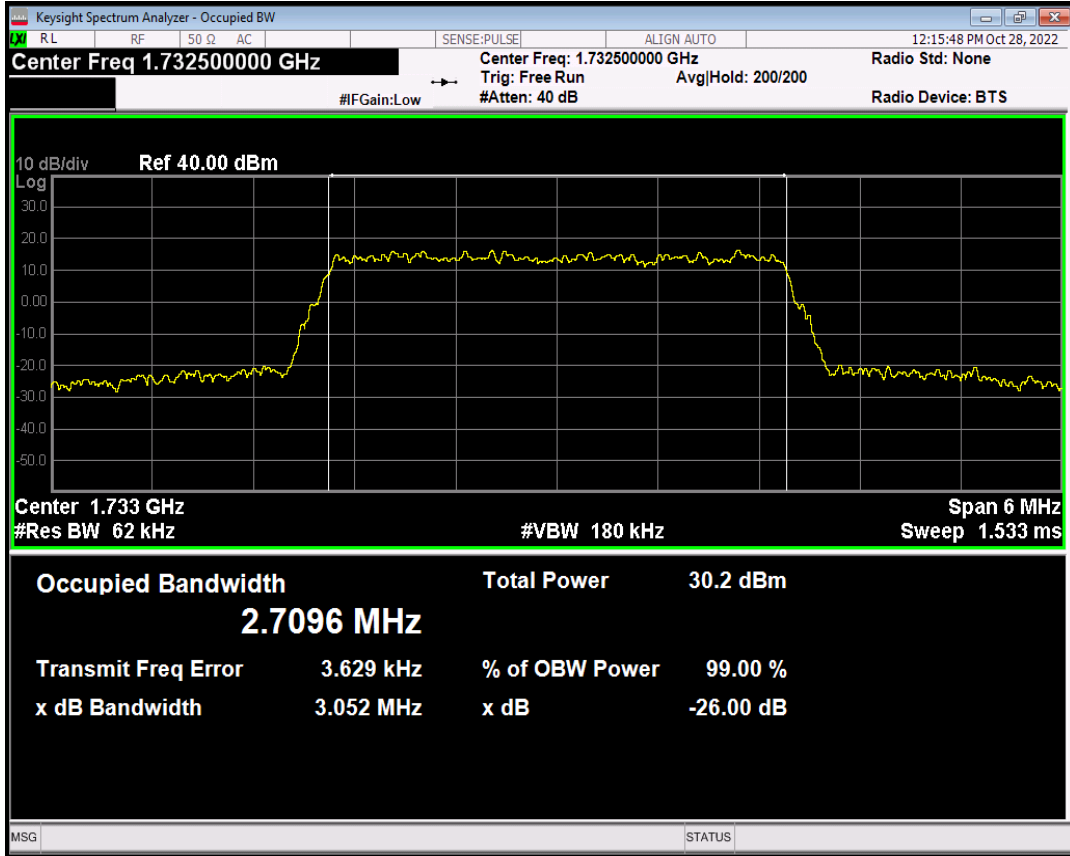 Keysight Spectrum Analyzer - Occupied BW
LXI RL RF 50 Ω AC SENSE:PULSE ALIGN AUTO 12:15:48 PM Oct 28, 2022
Center Freq 1.732500000 GHz Center Freq: 1.732500000 GHz Radio Std: None
Trig: Free Run Avg|Hold: 200/200
#IFGain:Low #Atten: 40 dB Radio Device: BTS
10 dB/div Ref 40.00 dBm
Log
30.0
20.0
10.0
0.00
-10.0
-20.0
-30.0
-40.0
-50.0
Center 1.733 GHz Span 6 MHz
#Res BW 62 kHz #VBW 180 kHz Sweep 1.533 ms
Occupied Bandwidth Total Power 30.2 dBm
2.7096 MHz
Transmit Freq Error 3.629 kHz % of OBW Power 99.00 %
x dB Bandwidth 3.052 MHz x dB -26.00 dB
MSG STATUS